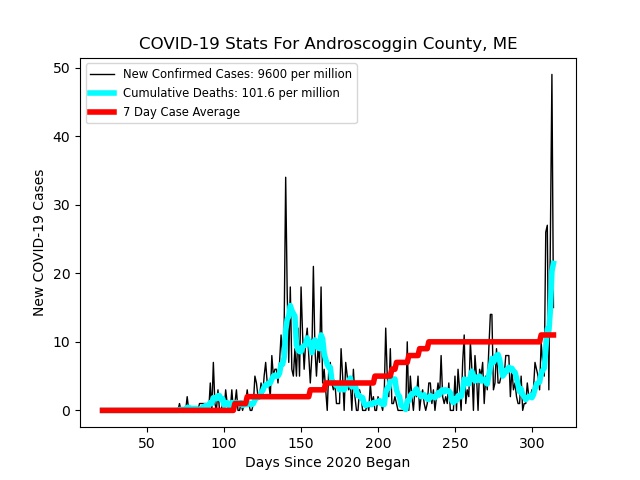 COVID-19 Stats For Androscoggin County, ME
New Confirmed Cases: 9600 per million
Cumulative Deaths: 101.6 per million
7 Day Case Average
New COVID-19 Cases
50
40
30
20
10
0
50 100 150 200 250 300
Days Since 2020 Began